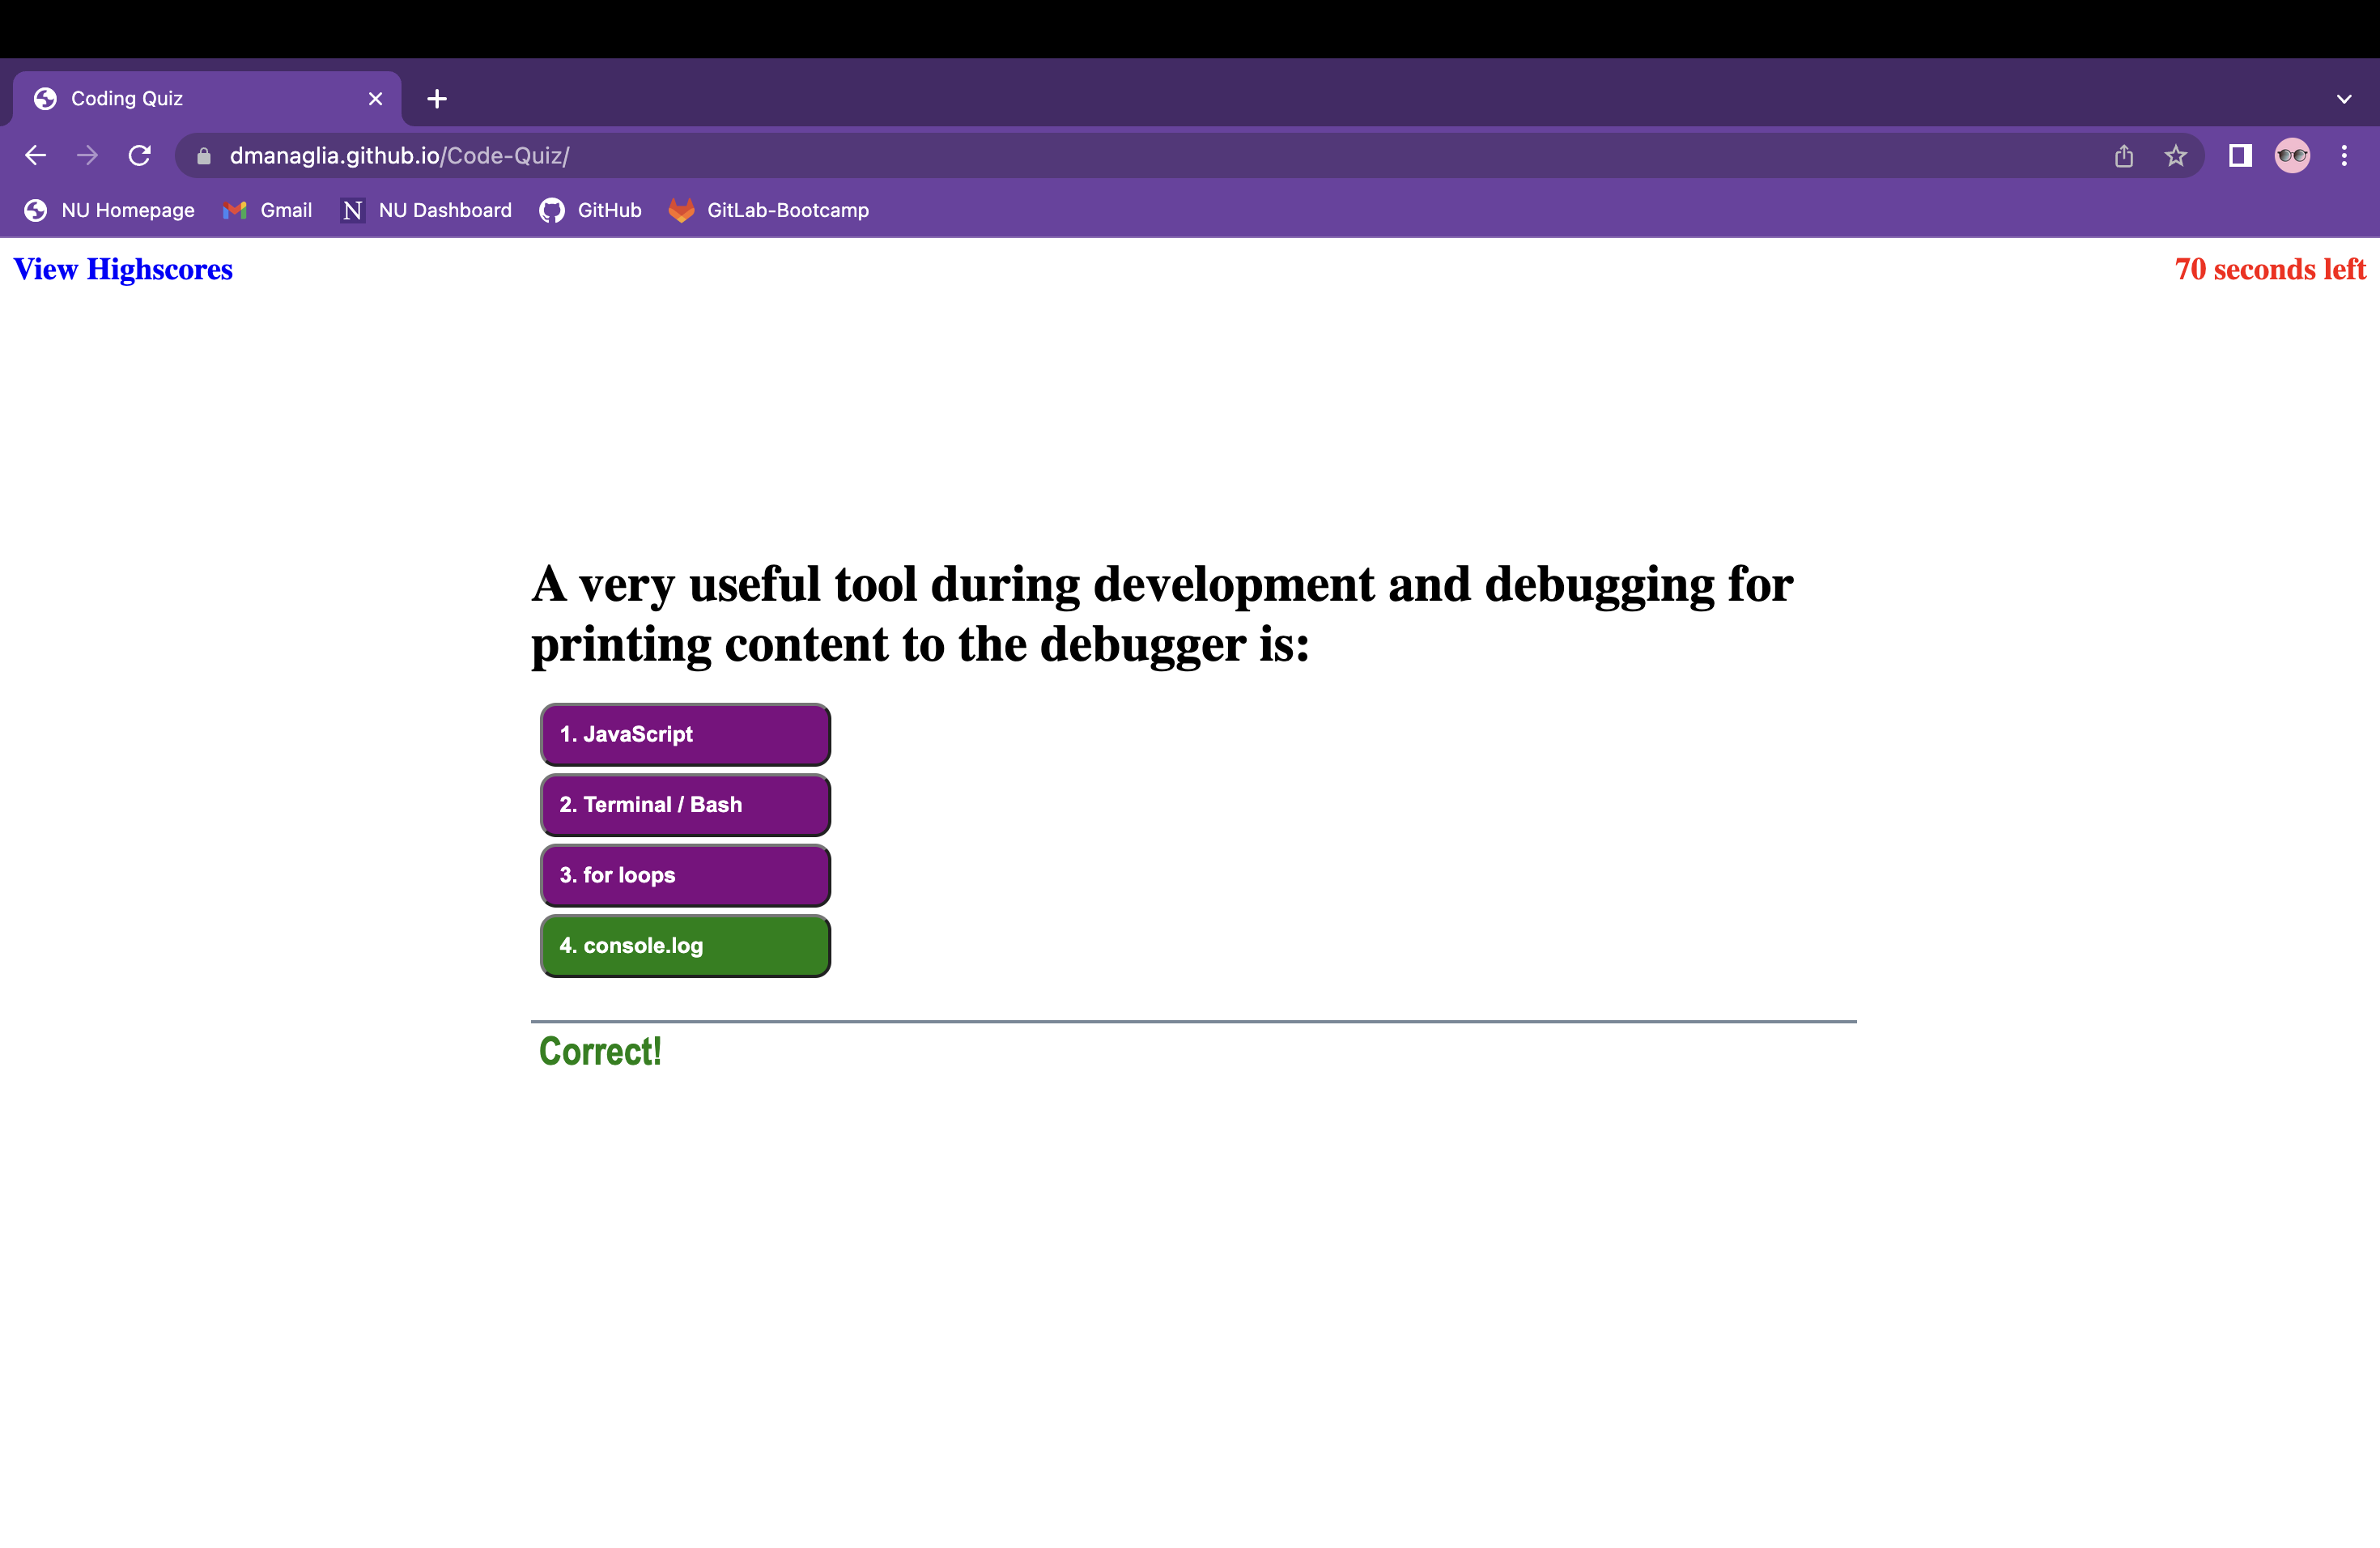 Coding Quiz
dmanaglia.github.io/Code-Quiz/
NU Homepage Gmail N NU Dashboard GitHub GitLab-Bootcamp
View Highscores 70 seconds left
A very useful tool during development and debugging for
printing content to the debugger is:
1. JavaScript
2. Terminal / Bash
3. for loops
4. console.log
Correct!